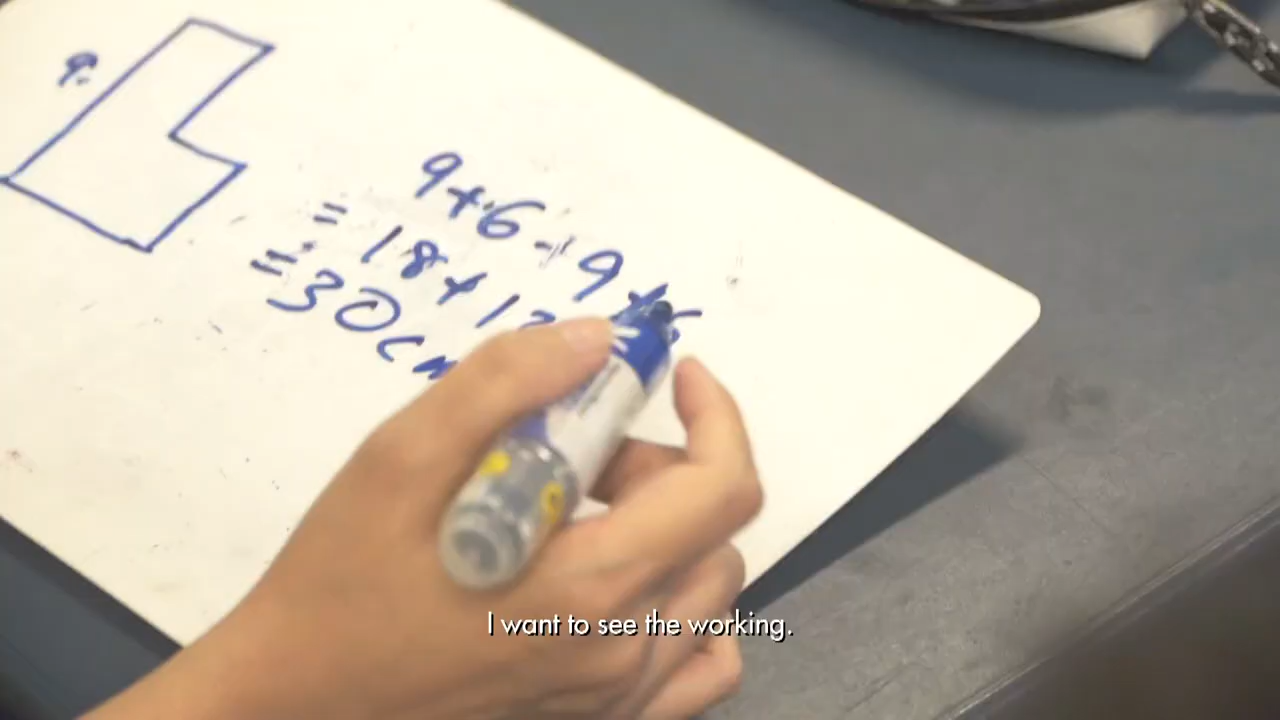 9
9+6+9+6
= 18+12
= 30cm
I want to see the working.